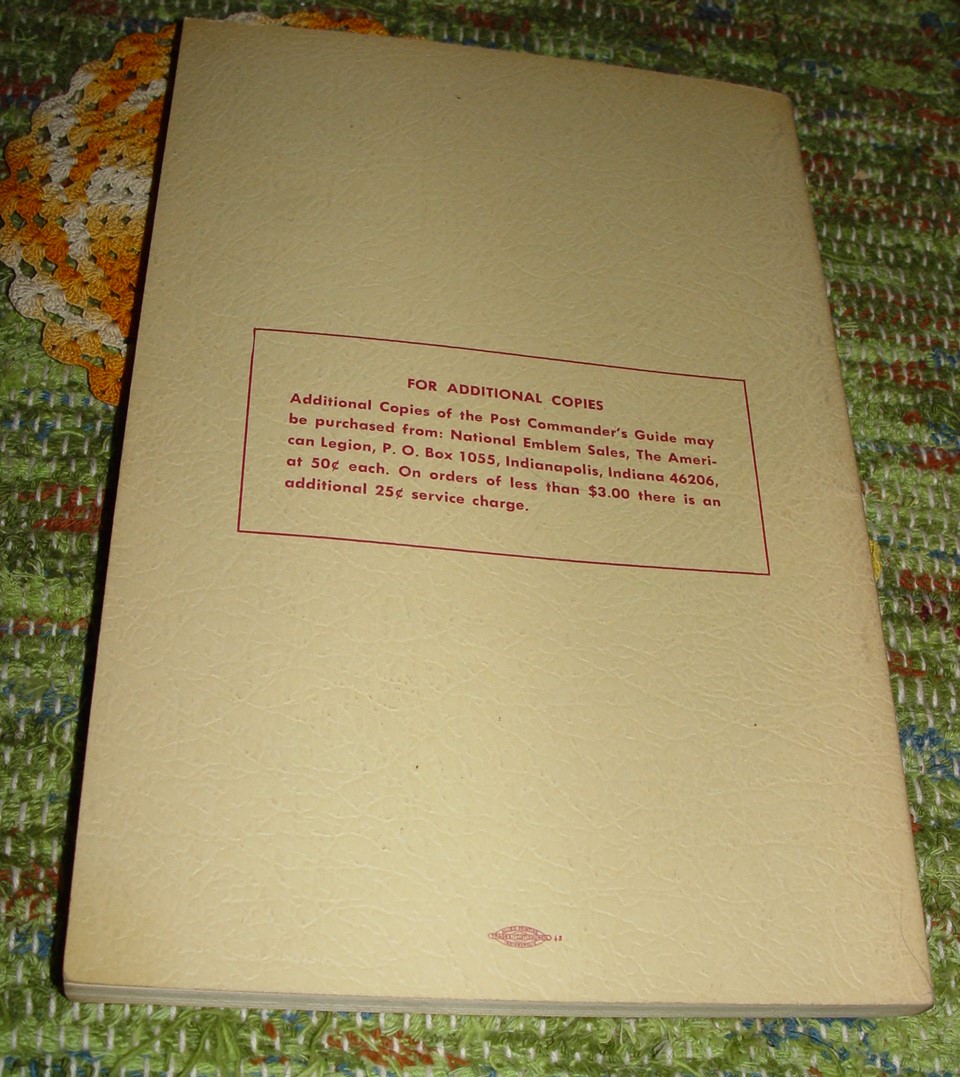 FOR ADDITIONAL COPIES
Additional Copies of the Post Commander's Guide may
be purchased from: National Emblem Sales, The Ameri-
can Legion, P. O. Box 1055, Indianapolis, Indiana 46206,
at 50¢ each. On orders of less than $3.00 there is an
additional 25¢ service charge.